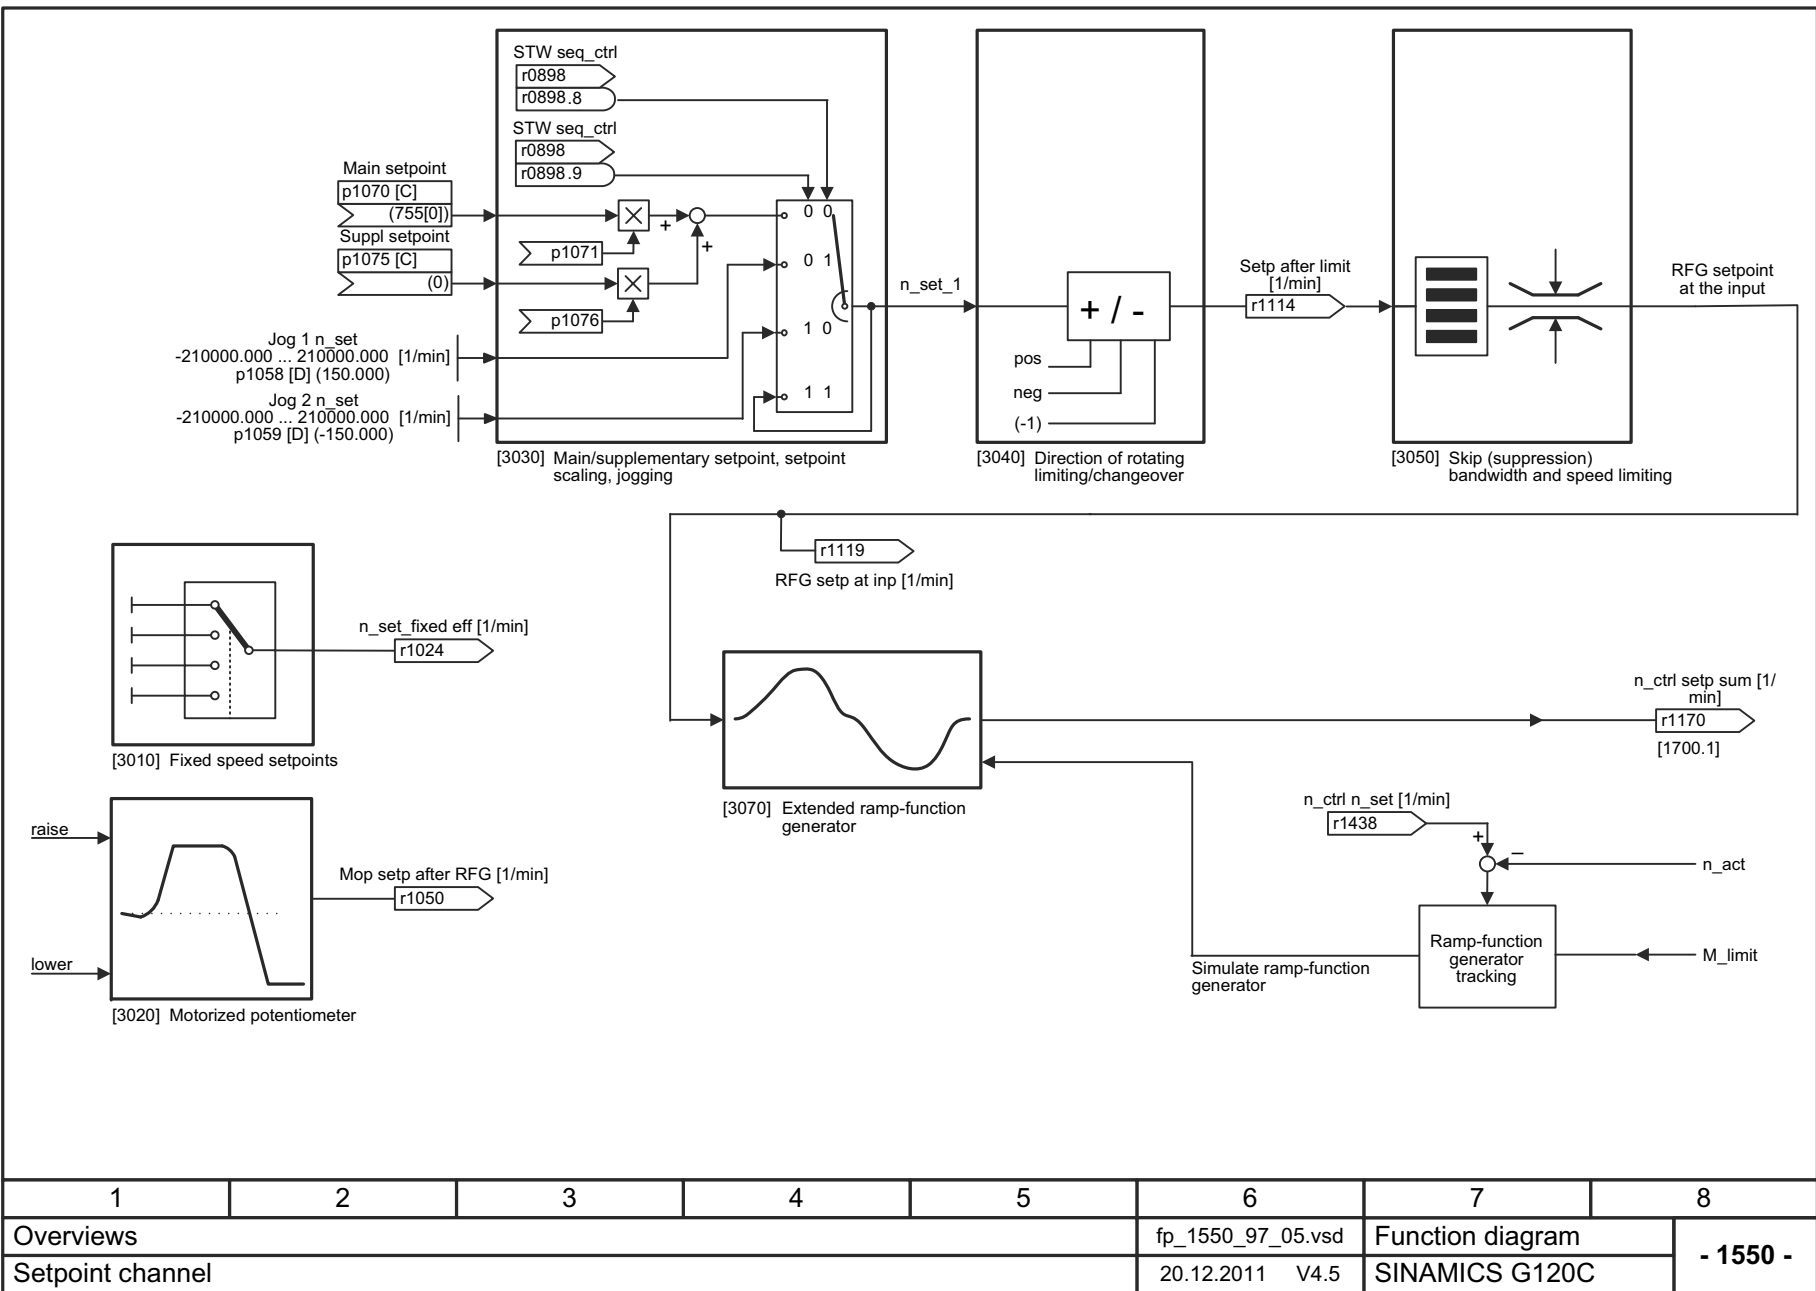 STW seq_ctrl
r0898
r0898.8
STW seq_ctrl
r0898
r0898.9
Main setpoint
p1070 [C]
(755[0])
Suppl setpoint
p1075 [C]
(0)
p1071
p1076
+
+
0 0
0 1
1 0
1 1
Jog 1 n_set
-210000.000 ... 210000.000 [1/min]
p1058 [D] (150.000)
Jog 2 n_set
-210000.000 ... 210000.000 [1/min]
p1059 [D] (-150.000)
[3030] Main/supplementary setpoint, setpoint
scaling, jogging
n_set_1
+ / -
pos
neg
(-1)
[3040] Direction of rotating
limiting/changeover
Setp after limit
[1/min]
r1114
[3050] Skip (suppression)
bandwidth and speed limiting
RFG setpoint
at the input
r1119
RFG setp at inp [1/min]
n_set_fixed eff [1/min]
r1024
[3010] Fixed speed setpoints
raise
lower
Mop setp after RFG [1/min]
r1050
[3020] Motorized potentiometer
[3070] Extended ramp-function
generator
n_ctrl setp sum [1/
min]
r1170
[1700.1]
n_ctrl n_set [1/min]
r1438
+
–
n_act
Ramp-function
generator
tracking
M_limit
Simulate ramp-function
generator
1 2 3 4 5 6 7 8
Overviews
fp_1550_97_05.vsd
Function diagram
- 1550 -
Setpoint channel
20.12.2011 V4.5
SINAMICS G120C